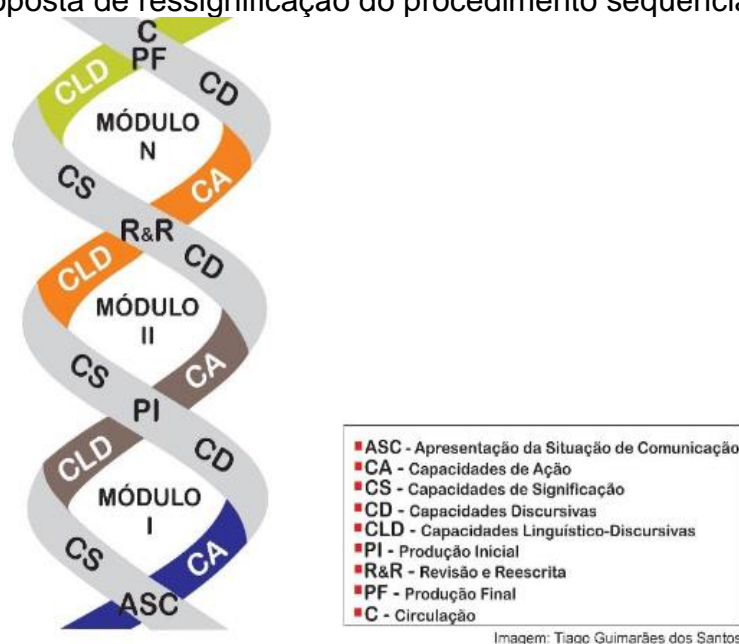 oposta de ressignificação do procedimento sequencia
C
PF
CLD
CD
MÓDULO
N
CS
CA
R&R
CLD
CD
MÓDULO
II
CS
CA
PI
CLD
CD
MÓDULO
I
CS
CA
ASC
ASC - Apresentação da Situação de Comunicação
CA - Capacidades de Ação
CS - Capacidades de Significação
CD - Capacidades Discursivas
CLD - Capacidades Linguístico-Discursivas
PI - Produção Inicial
R&R - Revisão e Reescrita
PF - Produção Final
C - Circulação
Imagem: Tiago Guimarães dos Santos